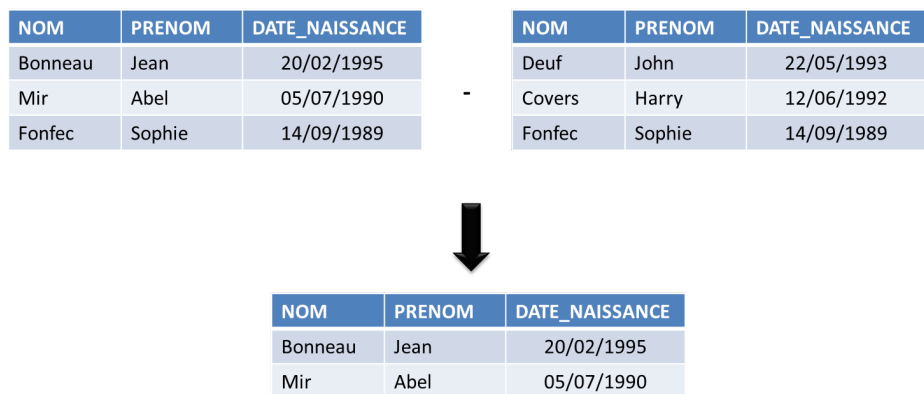 NOM PRENOM DATE_NAISSANCE
Bonneau Jean 20/02/1995
Mir Abel 05/07/1990
Fonfec Sophie 14/09/1989
-
NOM PRENOM DATE_NAISSANCE
Deuf John 22/05/1993
Covers Harry 12/06/1992
Fonfec Sophie 14/09/1989
NOM PRENOM DATE_NAISSANCE
Bonneau Jean 20/02/1995
Mir Abel 05/07/1990